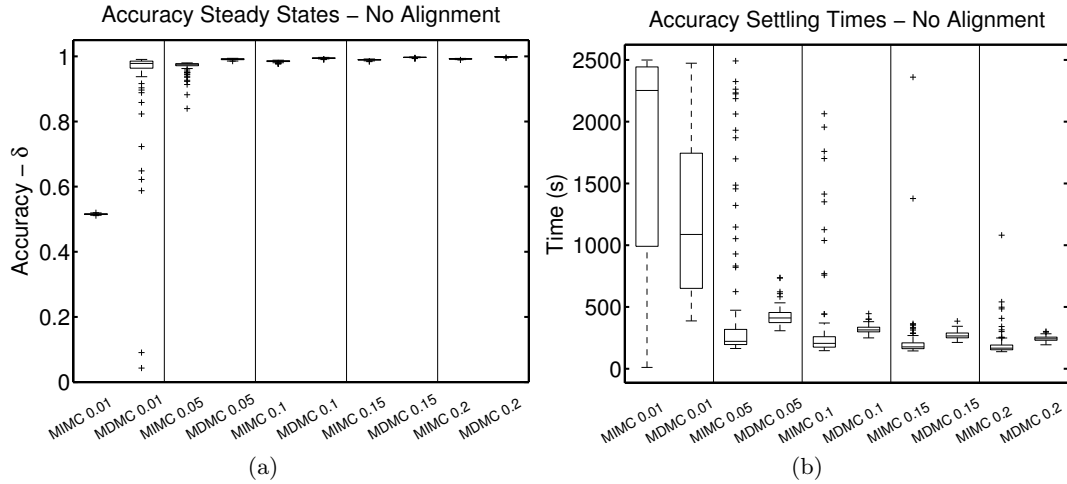 Accuracy Steady States – No Alignment
Accuracy – δ
1
0.8
0.6
0.4
0.2
0
MIMC 0.01
MDMC 0.01
MIMC 0.05
MDMC 0.05
MIMC 0.1
MDMC 0.1
MIMC 0.15
MDMC 0.15
MIMC 0.2
MDMC 0.2
(a)
Accuracy Settling Times – No Alignment
Time (s)
2500
2000
1500
1000
500
0
MIMC 0.01
MDMC 0.01
MIMC 0.05
MDMC 0.05
MIMC 0.1
MDMC 0.1
MIMC 0.15
MDMC 0.15
MIMC 0.2
MDMC 0.2
(b)